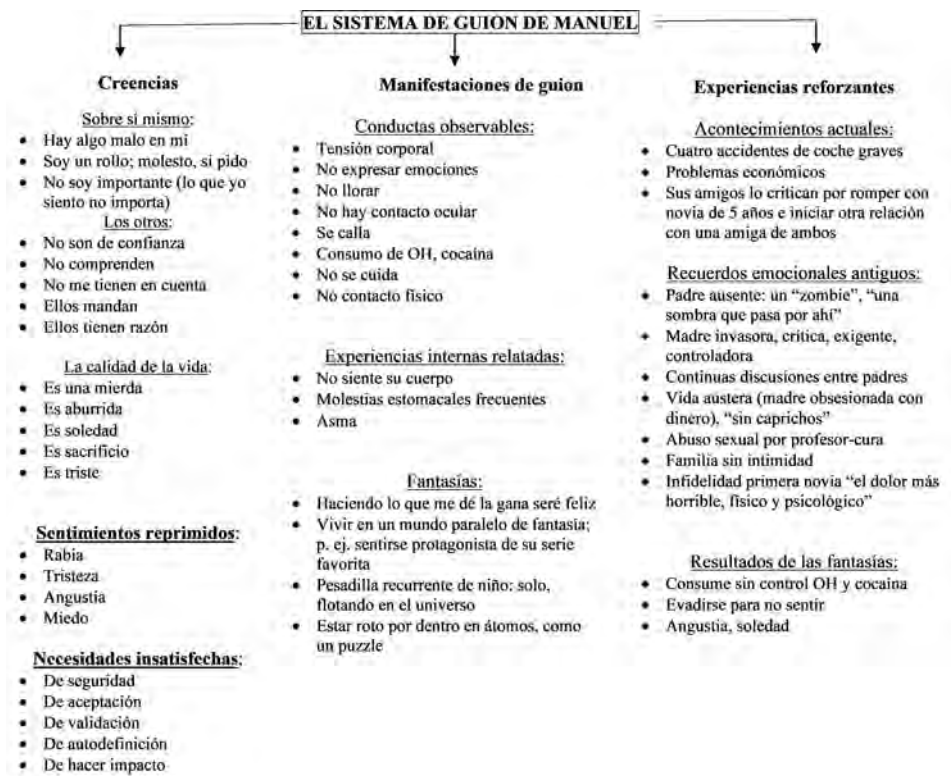 EL SISTEMA DE GUION DE MANUEL
Creencias
Sobre si mismo:
• Hay algo malo en mi
• Soy un rollo; molesto, si pido
• No soy importante (lo que yo
siento no importa)
Los otros:
• No son de confianza
• No comprenden
• No me tienen en cuenta
• Ellos mandan
• Ellos tienen razón
La calidad de la vida:
• Es una mierda
• Es aburrida
• Es soledad
• Es sacrificio
• Es triste
Sentimientos reprimidos:
• Rabia
• Tristeza
• Angustia
• Miedo
Necesidades insatisfechas:
• De seguridad
• De aceptación
• De validación
• De autodefinición
• De hacer impacto
Manifestaciones de guion
Conductas observables:
• Tensión corporal
• No expresar emociones
• No llorar
• No hay contacto ocular
• Se calla
• Consumo de OH, cocaína
• No se cuida
• No contacto físico
Experiencias internas relatadas:
• No siente su cuerpo
• Molestias estomacales frecuentes
• Asma
Fantasías:
• Haciendo lo que me dé la gana seré feliz
• Vivir en un mundo paralelo de fantasía;
p. ej. sentirse protagonista de su serie
favorita
• Pesadilla recurrente de niño: solo,
flotando en el universo
• Estar roto por dentro en átomos, como
un puzzle
Experiencias reforzantes
Acontecimientos actuales:
• Cuatro accidentes de coche graves
• Problemas económicos
• Sus amigos lo critican por romper con
novia de 5 años e iniciar otra relación
con una amiga de ambos
Recuerdos emocionales antiguos:
• Padre ausente: un “zombie”, “una
sombra que pasa por ahí”
• Madre invasora, crítica, exigente,
controladora
• Continuas discusiones entre padres
• Vida austera (madre obsesionada con
dinero), “sin caprichos”
• Abuso sexual por profesor-cura
• Familia sin intimidad
• Infidelidad primera novia “el dolor más
horrible, físico y psicológico”
Resultados de las fantasías:
• Consume sin control OH y cocaína
• Evadirse para no sentir
• Angustia, soledad